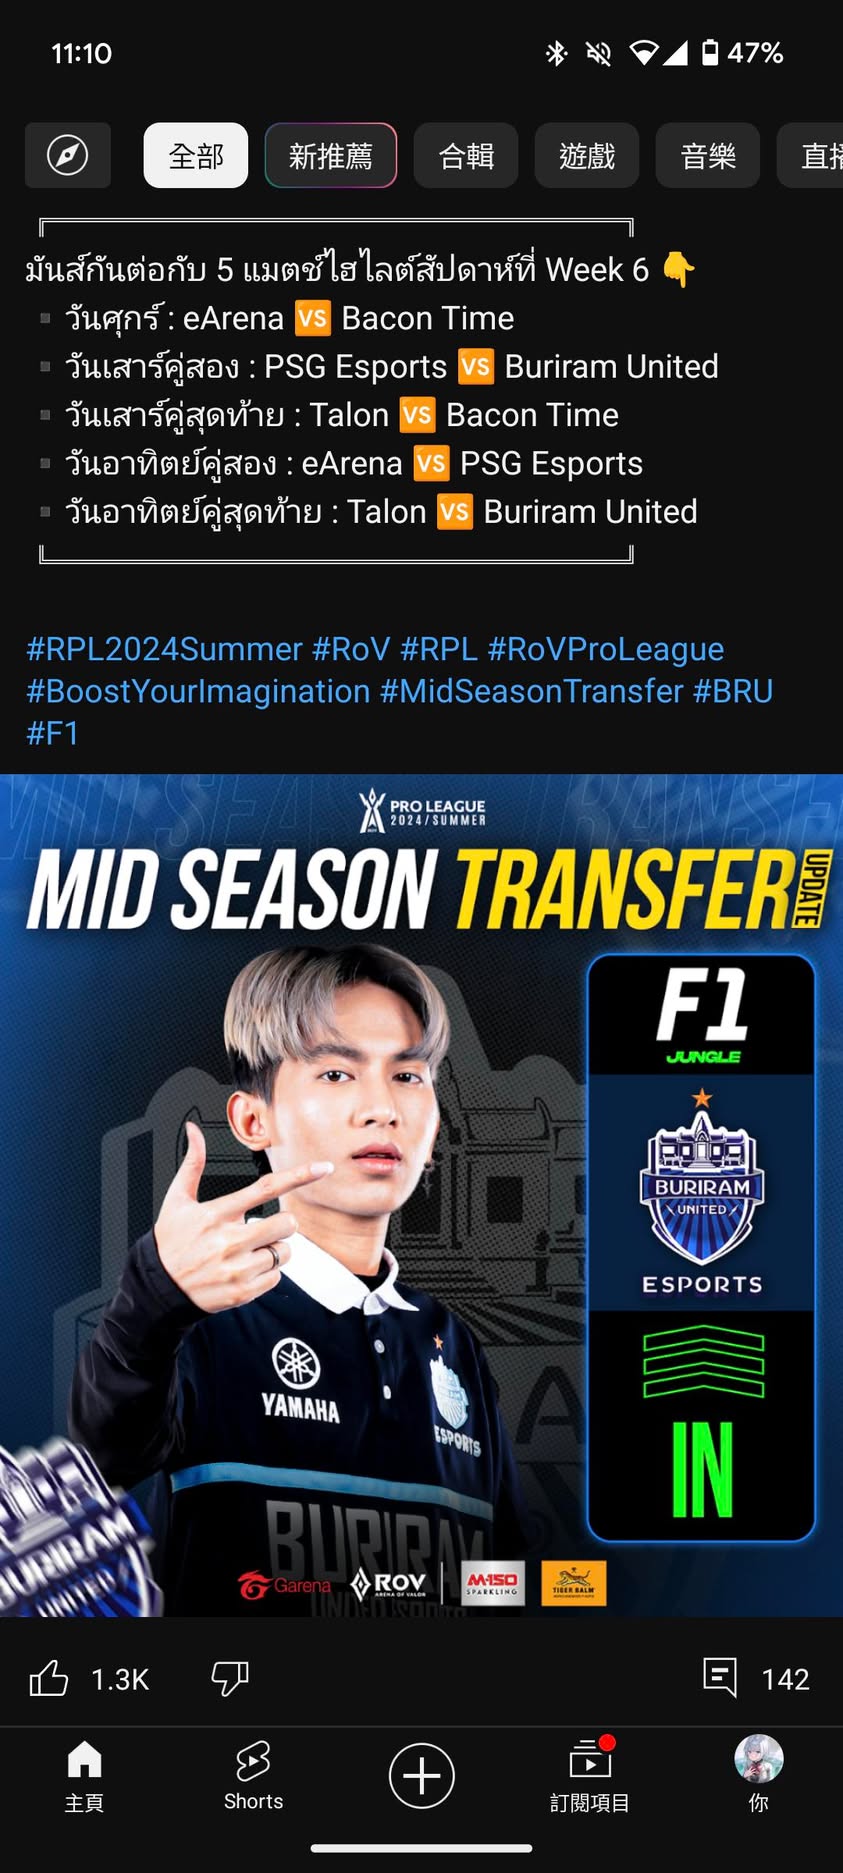 11:10
47%
全部
新推薦
合輯
遊戲
音樂
直播
มันส์กันต่อกับ 5 แมตช์ไฮไลต์สัปดาห์ที่ Week 6 👇
▪️ วันศุกร์ : eArena 🆚 Bacon Time
▪️ วันเสาร์คู่สอง : PSG Esports 🆚 Buriram United
▪️ วันเสาร์คู่สุดท้าย : Talon 🆚 Bacon Time
▪️ วันอาทิตย์คู่สอง : eArena 🆚 PSG Esports
▪️ วันอาทิตย์คู่สุดท้าย : Talon 🆚 Buriram United
#RPL2024Summer #RoV #RPL #RoVProLeague
#BoostYourImagination #MidSeasonTransfer #BRU
#F1
PRO LEAGUE
2024/SUMMER
MID SEASON TRANSFER UPDATE
F1
JUNGLE
BURIRAM
UNITED
ESPORTS
IN
YAMAHA
BURIRAM
ESPORTS
BURIRAM
UNITED ESPORTS
BURIRAM
UNITED
Garena
ROV
ARENA OF VALOR
M-150
SPARKLING
TIGER BALM
1.3K
142
主頁
Shorts
訂閱項目
你